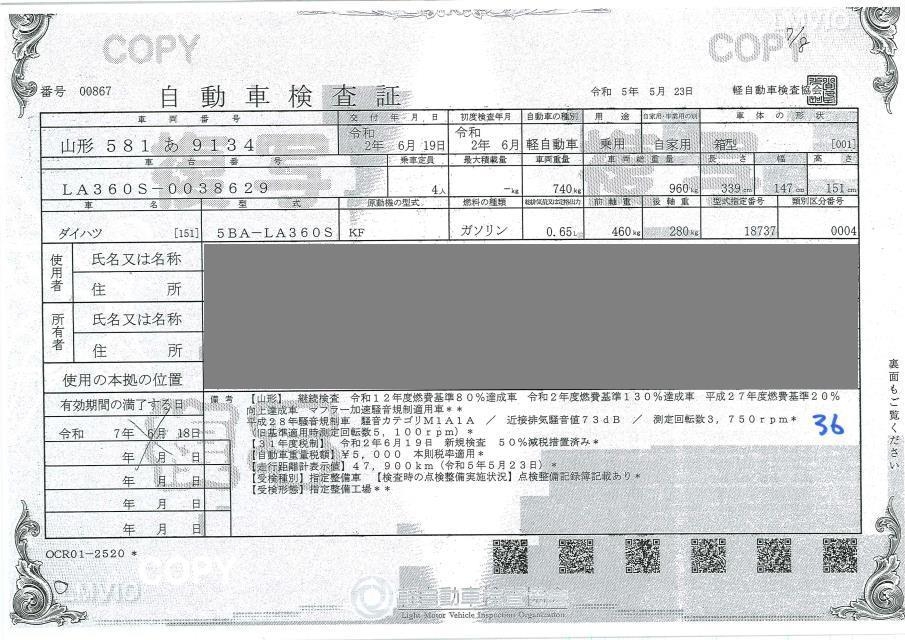 COPY
COPY
7/8
番号 00867
自動車検査証
令和 5年 5月 23日
軽自動車検査協会
車両番号 交付年月日 初度検査年月 自動車の種別 用途 自家用・事業用の別 車体の形状
山形 581 あ 9134 令和 2年 6月 19日 令和 2年 6月 軽自動車 乗用 自家用 箱型 [001]
車台番号 乗車定員 最大積載量 車両重量 車両総重量 長さ 幅 高さ
LA360S-0038629 4人 -kg 740kg 960kg 339cm 147cm 151cm
車名 型式 原動機の型式 燃料の種類 総排気量又は定格出力 前軸重 後軸重 型式指定番号 類別区分番号
ダイハツ [151] 5BA-LA360S KF ガソリン 0.65L 460kg 280kg 18737 0004
使用者 氏名又は名称
住所
所有者 氏名又は名称
住所
使用の本拠の位置
有効期間の満了する日
令和 7年 6月 18日
年 月 日
年 月 日
年 月 日
年 月 日
備考
【山形】 継続検査 令和12年度燃費基準80%達成車 令和2年度燃費基準130%達成車 平成27年度燃費基準20%
向上達成車 マフラー加速騒音規制適用車**
平成28年騒音規制車 騒音カテゴリM1A1A / 近接排気騒音値73dB / 測定回転数3,750rpm*
(旧基準適用時測定回転数5,100rpm)*
【31年度税制】 令和2年6月19日 新規検査 50%減税措置済み*
【自動車重量税額】¥5,000 本則税率適用*
【走行距離計表示値】47,900km(令和5年5月23日)*
【受検種別】指定整備車 【検査時の点検整備実施状況】点検整備記録簿記載あり*
【受検形態】指定整備工場**
36
裏面もご覧ください
OCR01-2520 *
COPY
AMVIO
軽自動車検査協会
Light Motor Vehicle Inspection Organization